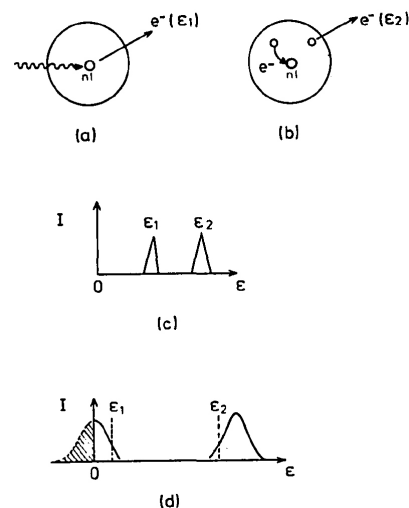 e⁻(ε₁)
nl
(a)
e⁻(ε₂)
e⁻
nl
(b)
I
ε₁ ε₂
0 ε
(c)
I
ε₁ ε₂
0 ε
(d)